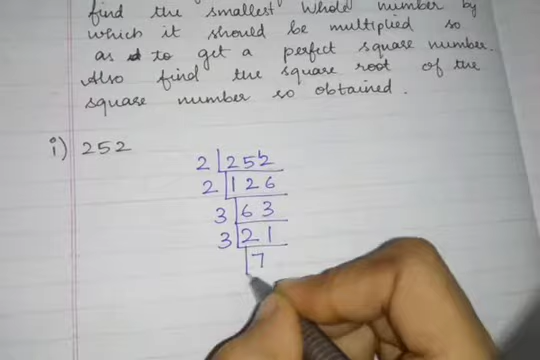 find the smallest whole number by
which it should be multiplied so
as to get a perfect square number.
Also find the square root of the
square number so obtained.
i) 252
2 252
2 126
3 63
3 21
7